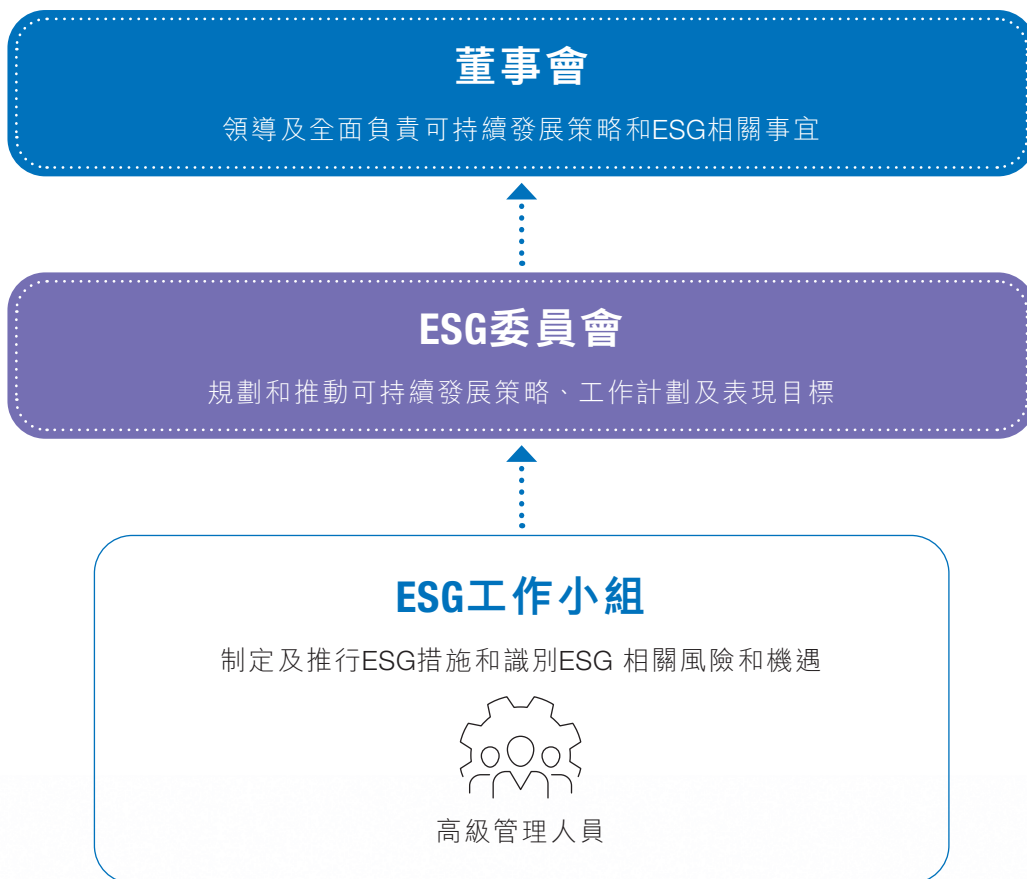 董事會
領導及全面負責可持續發展策略和ESG相關事宜
ESG委員會
規劃和推動可持續發展策略、工作計劃及表現目標
ESG工作小組
制定及推行ESG措施和識別ESG 相關風險和機遇
高級管理人員